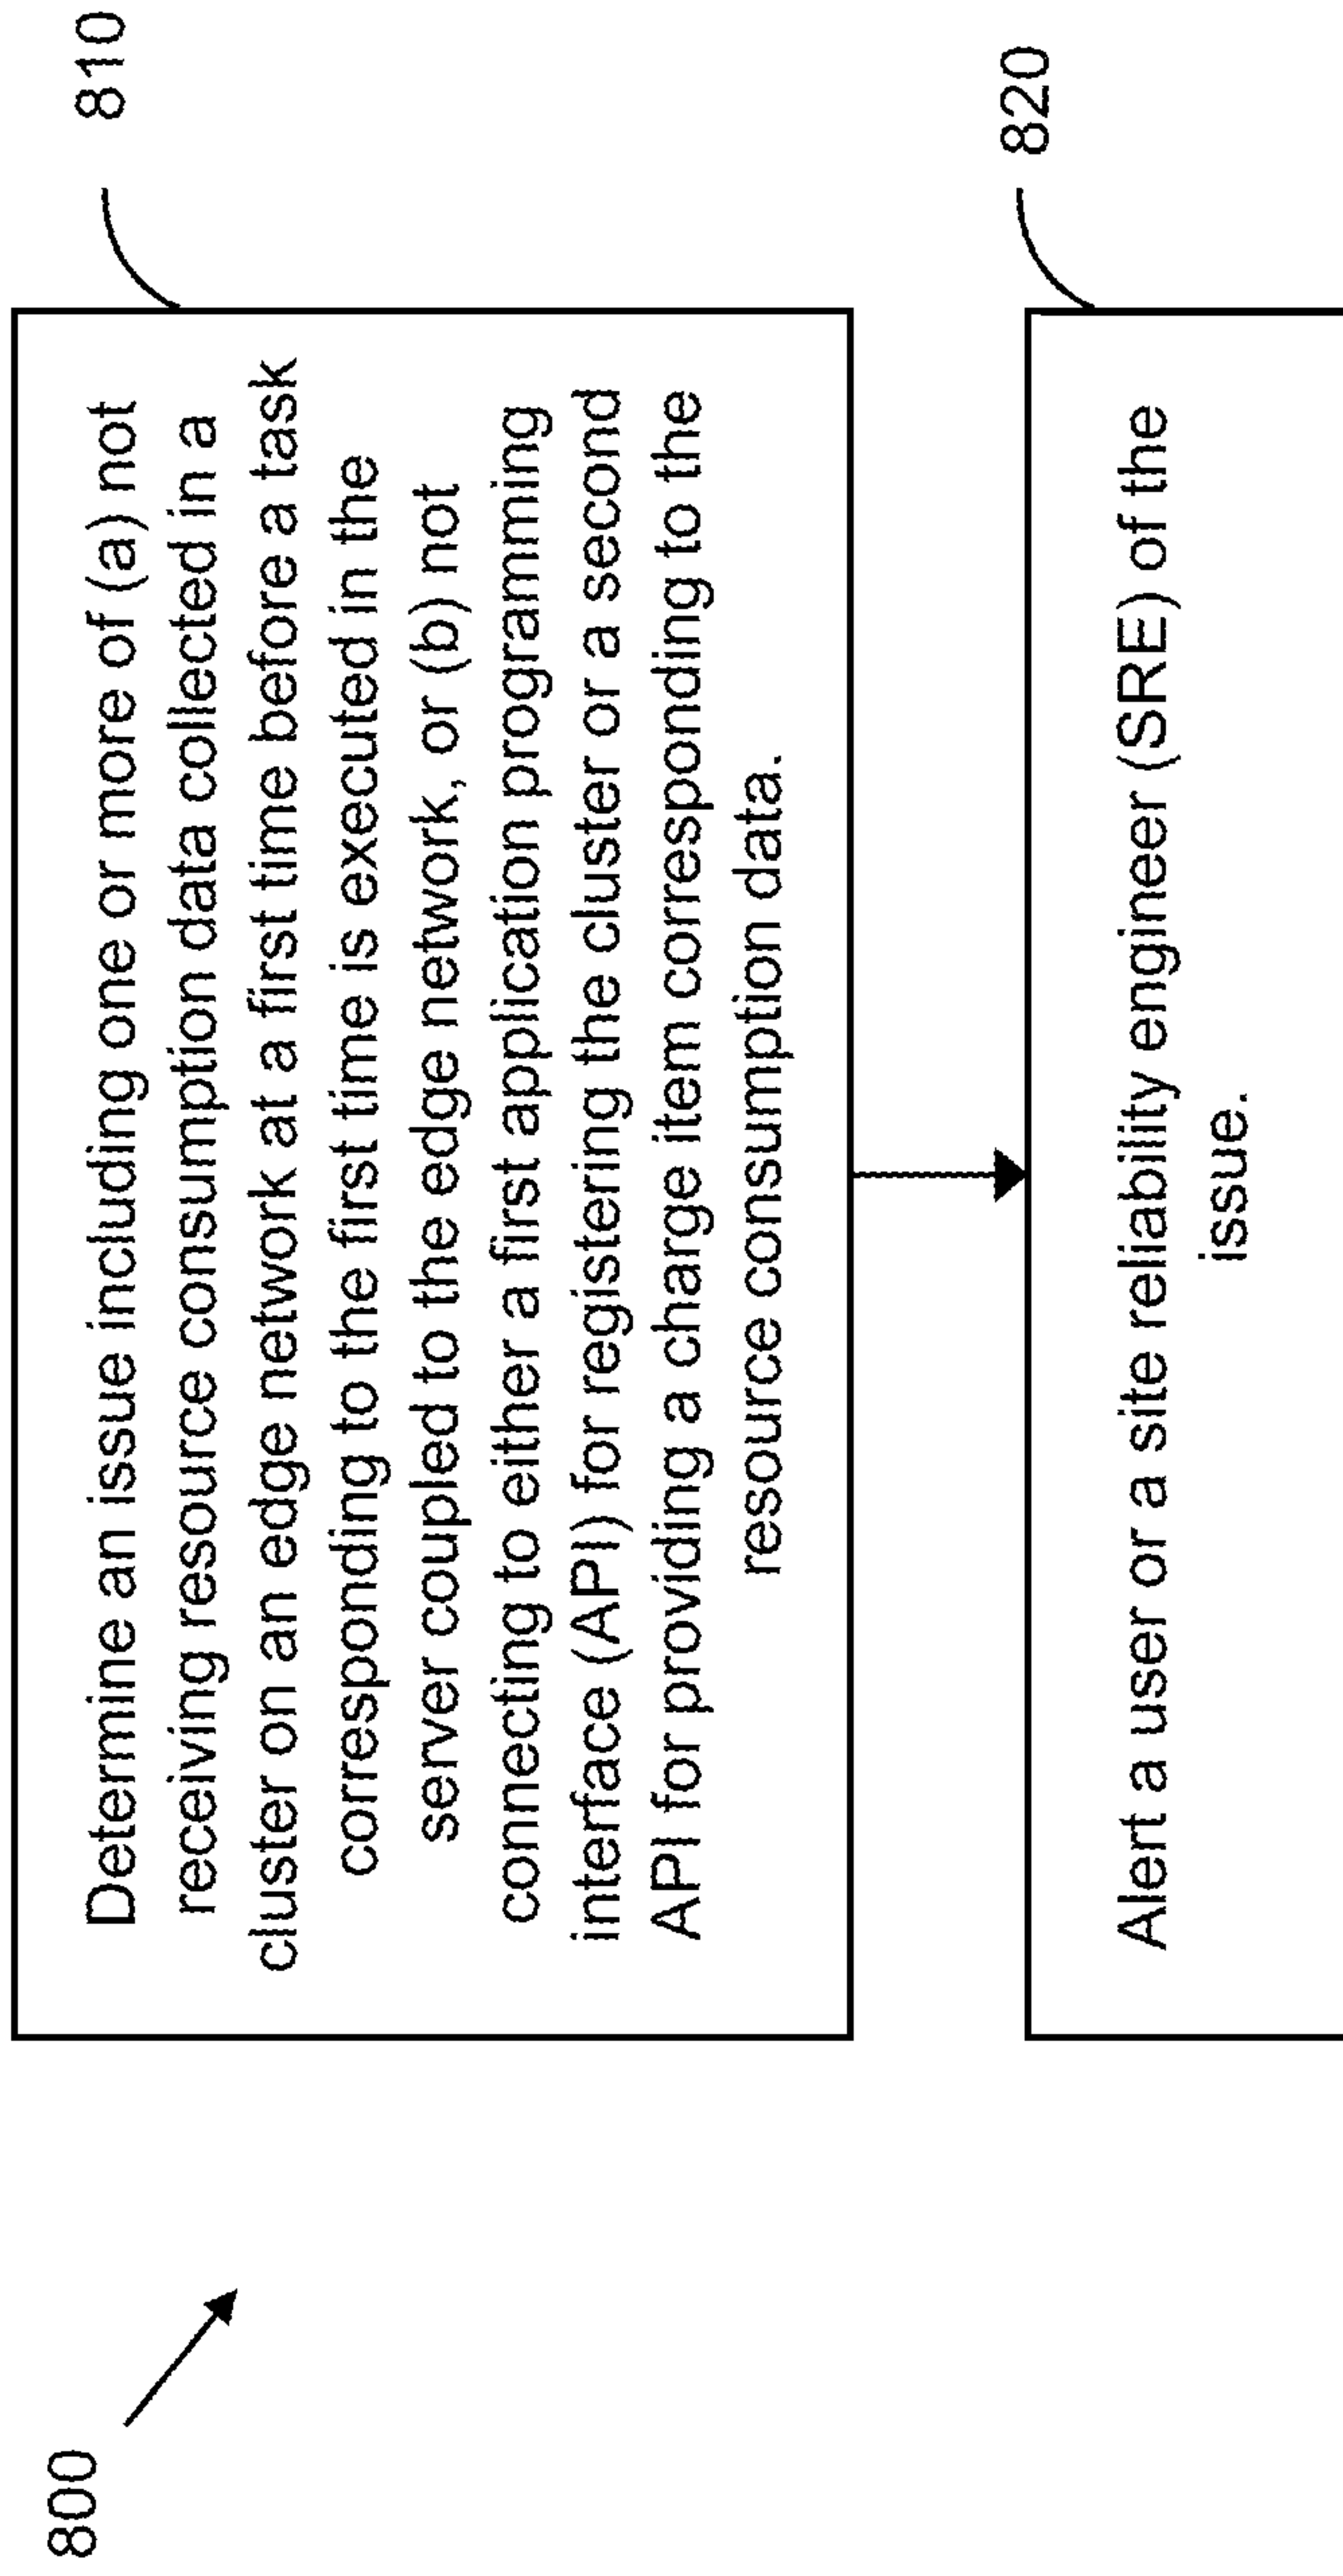 800
810
Determine an issue including one or more of (a) not
receiving resource consumption data collected in a
cluster on an edge network at a first time before a task
corresponding to the first time is executed in the
server coupled to the edge network, or (b) not
connecting to either a first application programming
interface (API) for registering the cluster or a second
API for providing a charge item corresponding to the
resource consumption data.
820
Alert a user or a site reliability engineer (SRE) of the
issue.